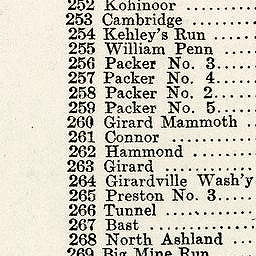 252 Kohinoor ......
253 Cambridge ......
254 Kehley's Run .....
255 William Penn ....
256 Packer No. 3.....
257 Packer No. 4.....
258 Packer No. 2.....
259 Packer No. 5.....
260 Girard Mammoth .
261 Connor .........
262 Hammond .......
263 Girard ..........
264 Girardville Wash'y
265 Preston No. 3.....
266 Tunnel ..........
267 Bast ............
268 North Ashland ...
269 Big Mine Run ....